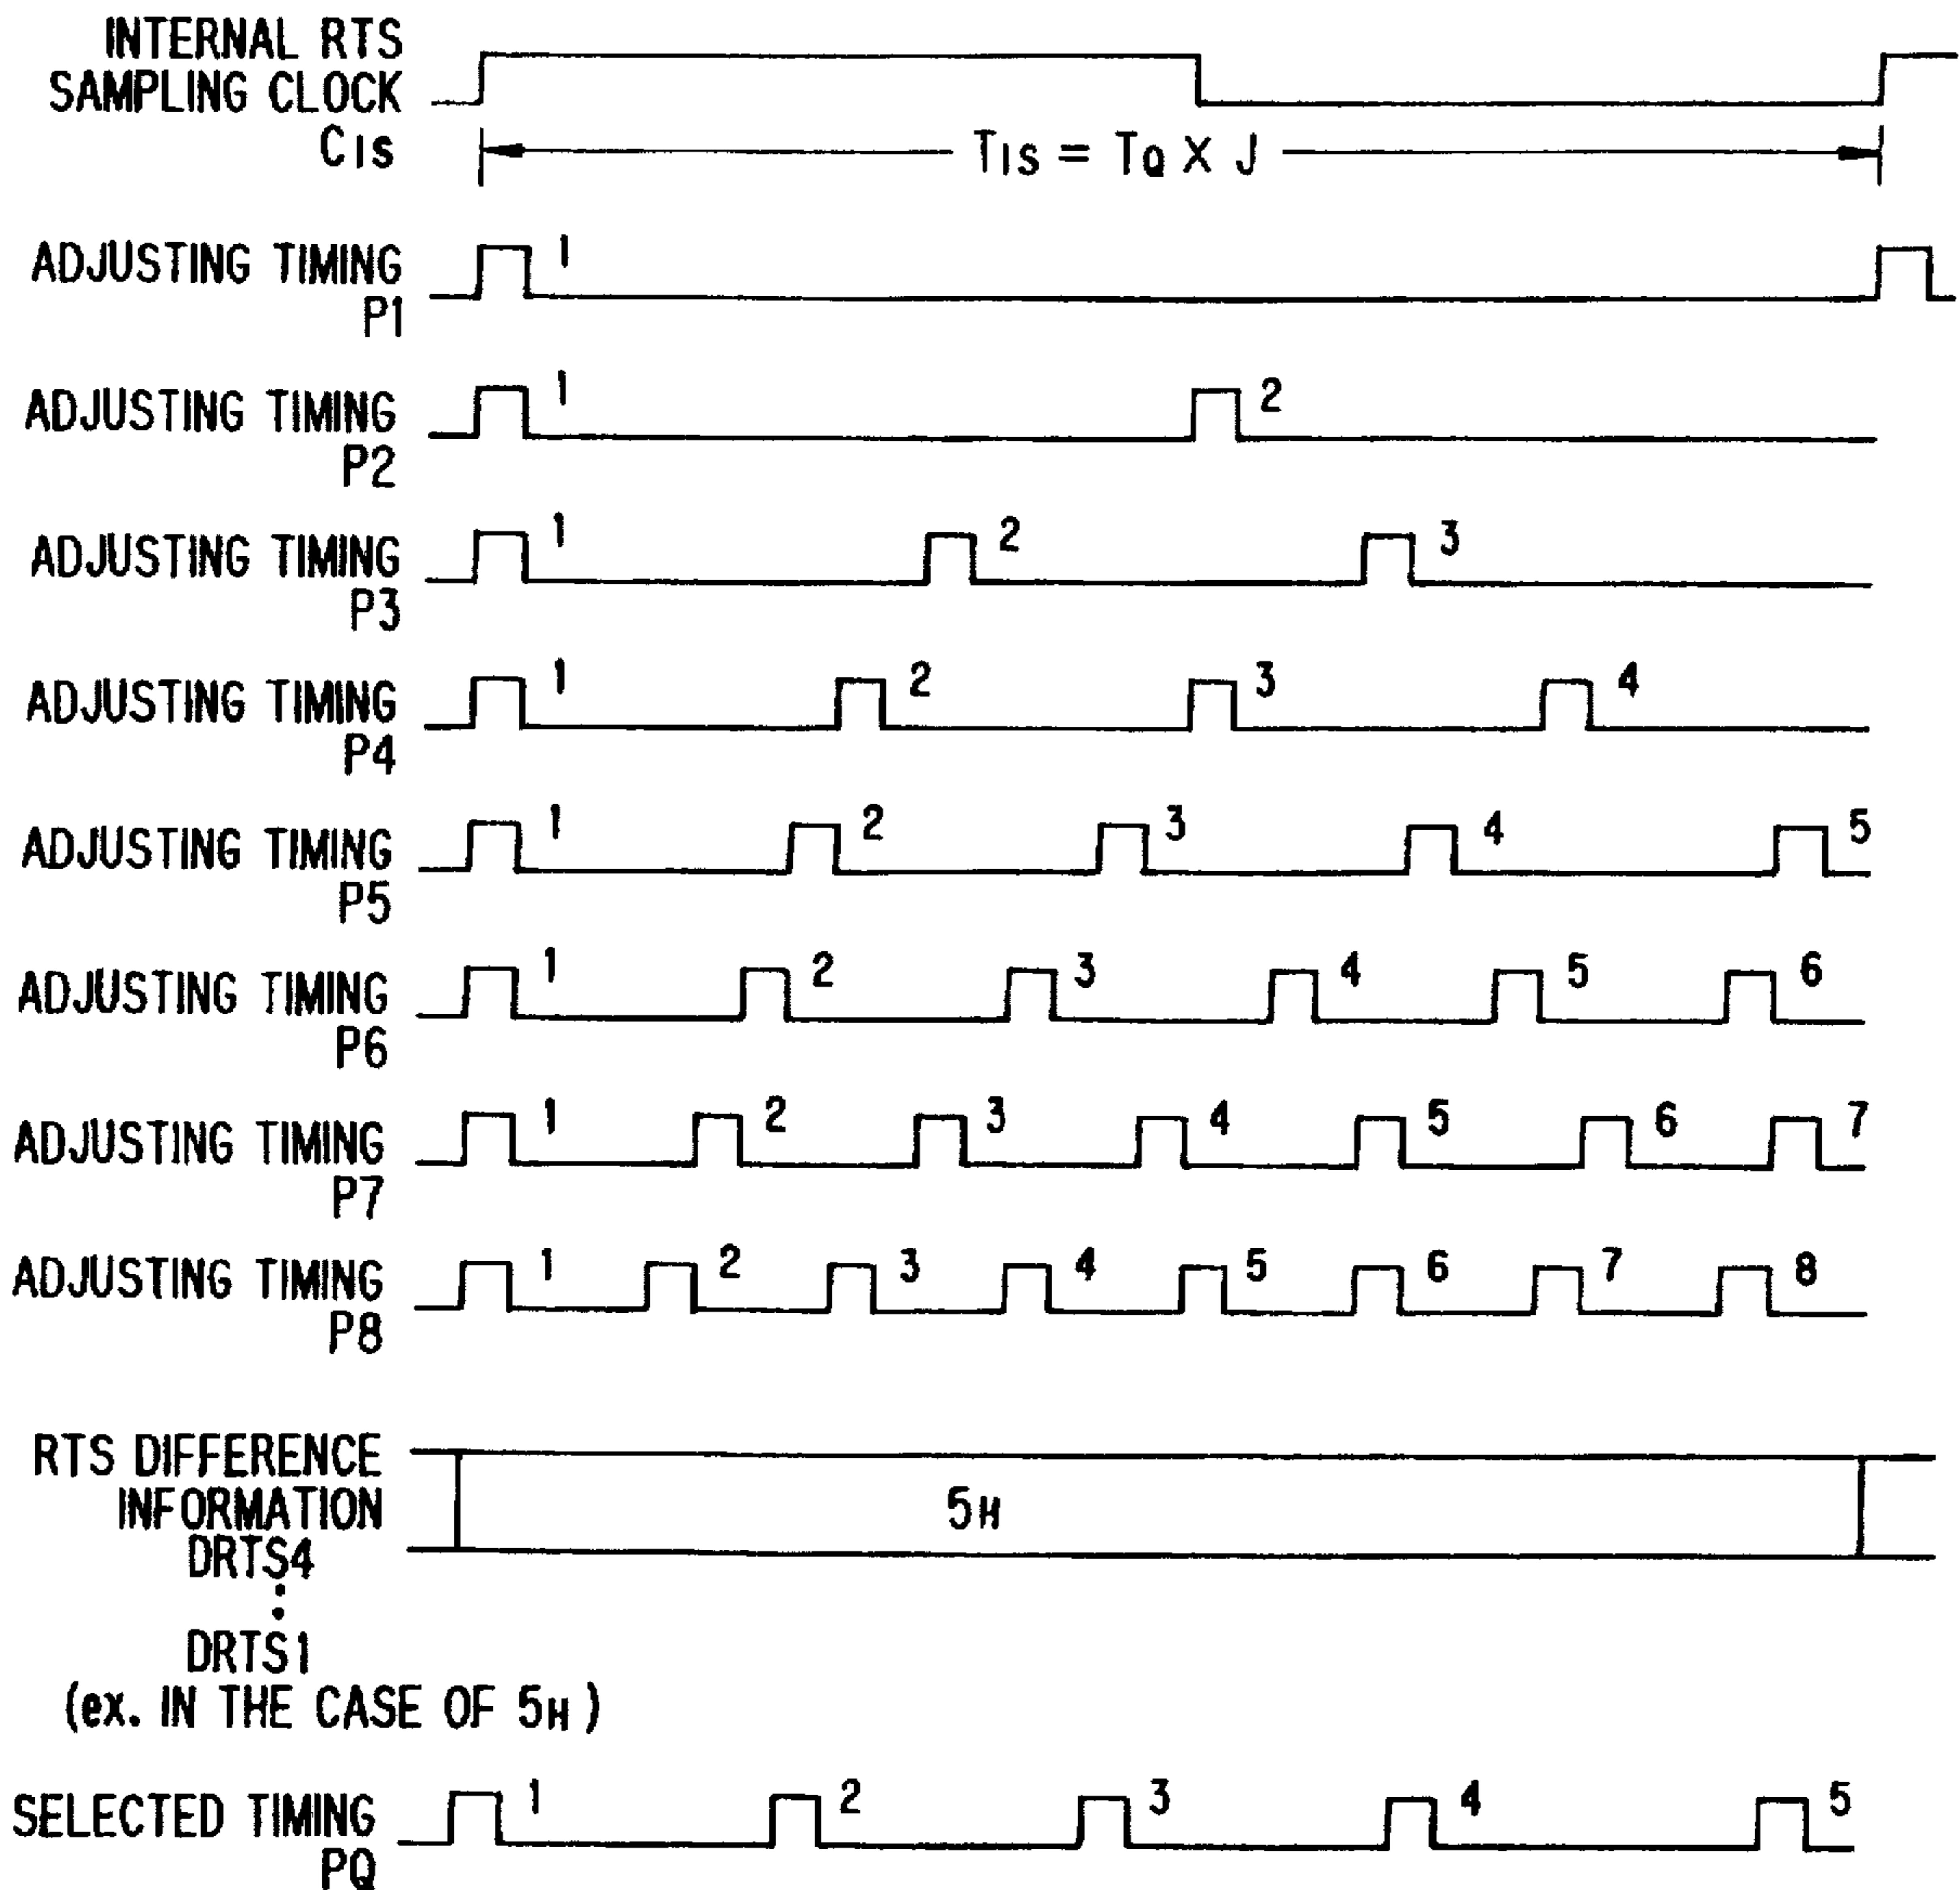 INTERNAL RTS
SAMPLING CLOCK
CIS
TIS = TQ X J
ADJUSTING TIMING
P1
1
ADJUSTING TIMING
P2
1 2
ADJUSTING TIMING
P3
1 2 3
ADJUSTING TIMING
P4
1 2 3 4
ADJUSTING TIMING
P5
1 2 3 4 5
ADJUSTING TIMING
P6
1 2 3 4 5 6
ADJUSTING TIMING
P7
1 2 3 4 5 6 7
ADJUSTING TIMING
P8
1 2 3 4 5 6 7 8
RTS DIFFERENCE
INFORMATION
5H
DRTS4
:
DRTS1
(ex. IN THE CASE OF 5H)
SELECTED TIMING
PQ
1 2 3 4 5